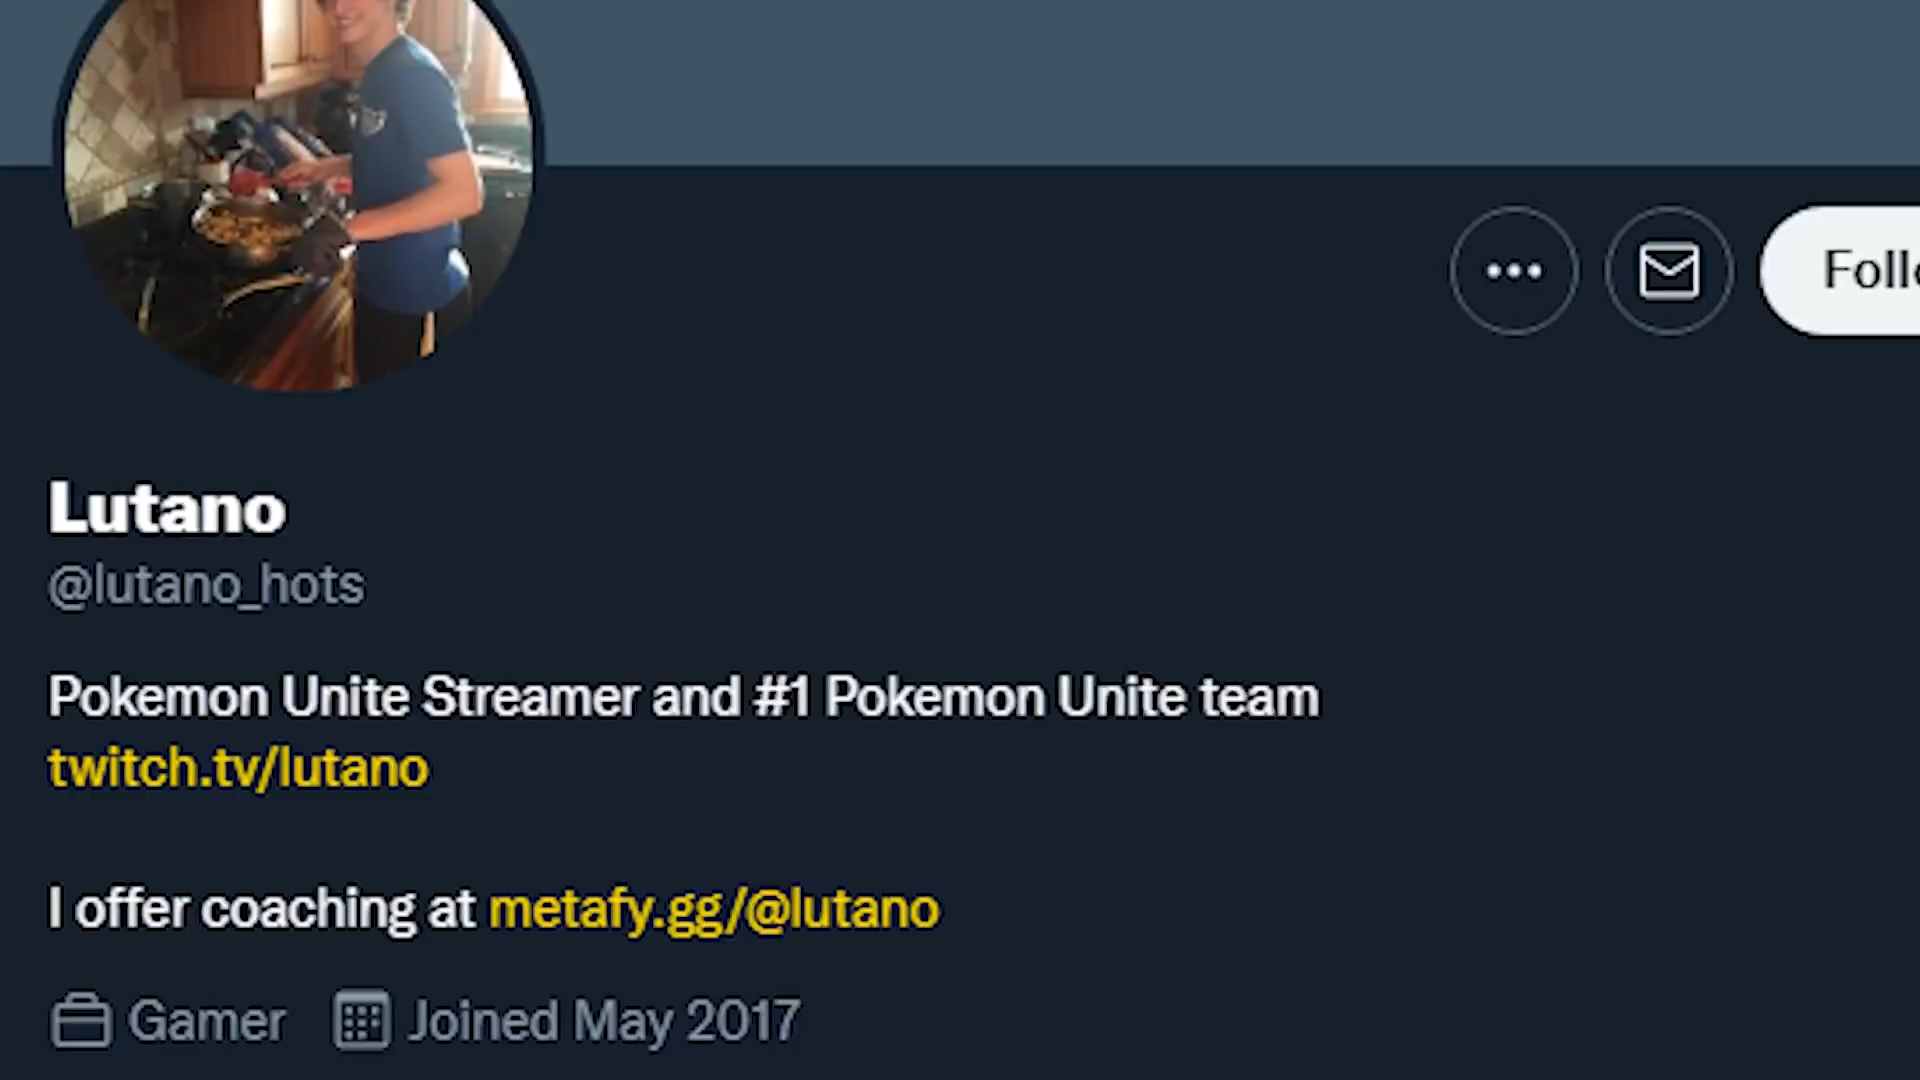 Follo
Lutano
@lutano_hots
Pokemon Unite Streamer and #1 Pokemon Unite team
twitch.tv/lutano
I offer coaching at metafy.gg/@lutano
Gamer Joined May 2017